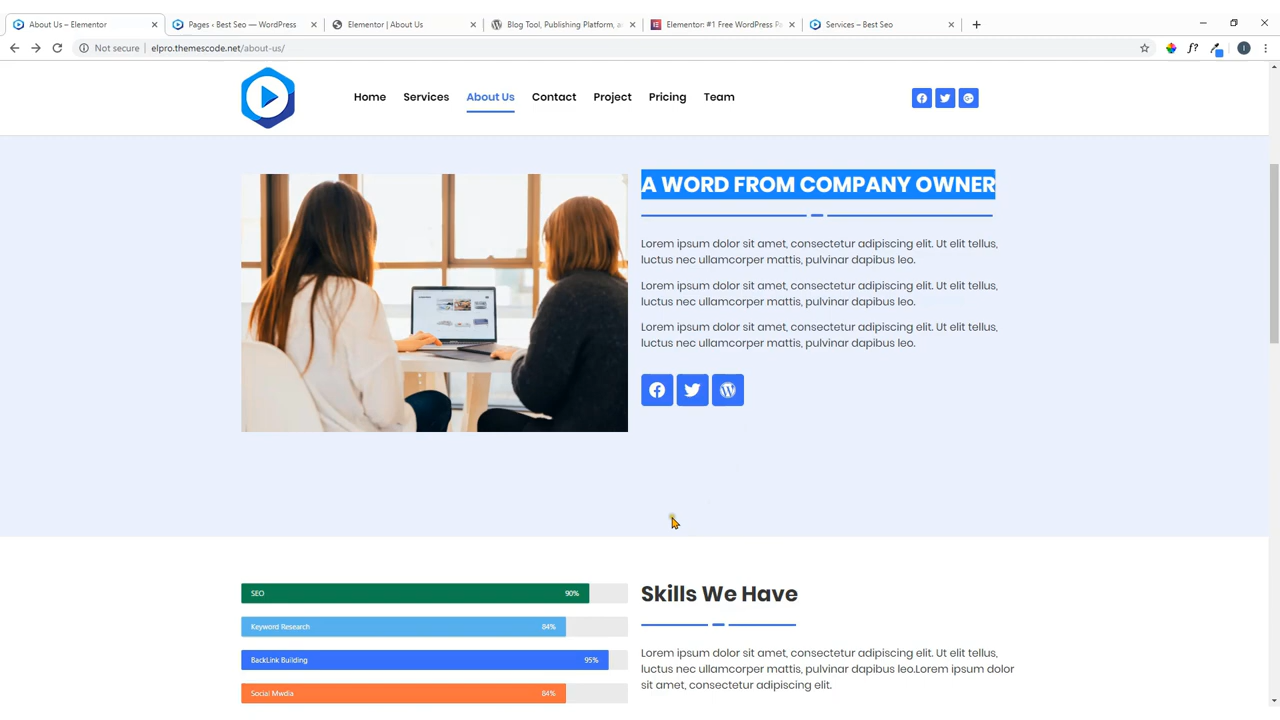 About Us – Elementor
Pages ‹ Best Seo — WordPress
Elementor | About Us
Blog Tool, Publishing Platform, a
Elementor: #1 Free WordPress P
Services – Best Seo
Not secure
elpro.themescode.net/about-us/
f?
I
Home
Services
About Us
Contact
Project
Pricing
Team
A WORD FROM COMPANY OWNER
Lorem ipsum dolor sit amet, consectetur adipiscing elit. Ut elit tellus,
luctus nec ullamcorper mattis, pulvinar dapibus leo.
Lorem ipsum dolor sit amet, consectetur adipiscing elit. Ut elit tellus,
luctus nec ullamcorper mattis, pulvinar dapibus leo.
Lorem ipsum dolor sit amet, consectetur adipiscing elit. Ut elit tellus,
luctus nec ullamcorper mattis, pulvinar dapibus leo.
SEO 90%
Keyword Research 84%
BackLink Building 95%
Social Mwdia 84%
Skills We Have
Lorem ipsum dolor sit amet, consectetur adipiscing elit. Ut elit tellus,
luctus nec ullamcorper mattis, pulvinar dapibus leo.Lorem ipsum dolor
sit amet, consectetur adipiscing elit.